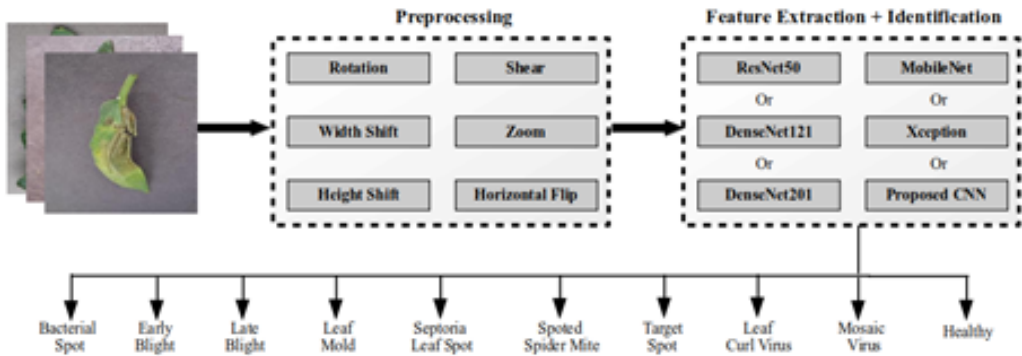 Preprocessing
Feature Extraction + Identification
Rotation
Shear
Width Shift
Zoom
Height Shift
Horizontal Flip
ResNet50
MobileNet
Or
Or
DenseNet121
Xception
Or
Or
DenseNet201
Proposed CNN
Bacterial
Spot
Early
Blight
Late
Blight
Leaf
Mold
Septoria
Leaf Spot
Spoted
Spider Mite
Target
Spot
Leaf
Curl Virus
Mosaic
Virus
Healthy